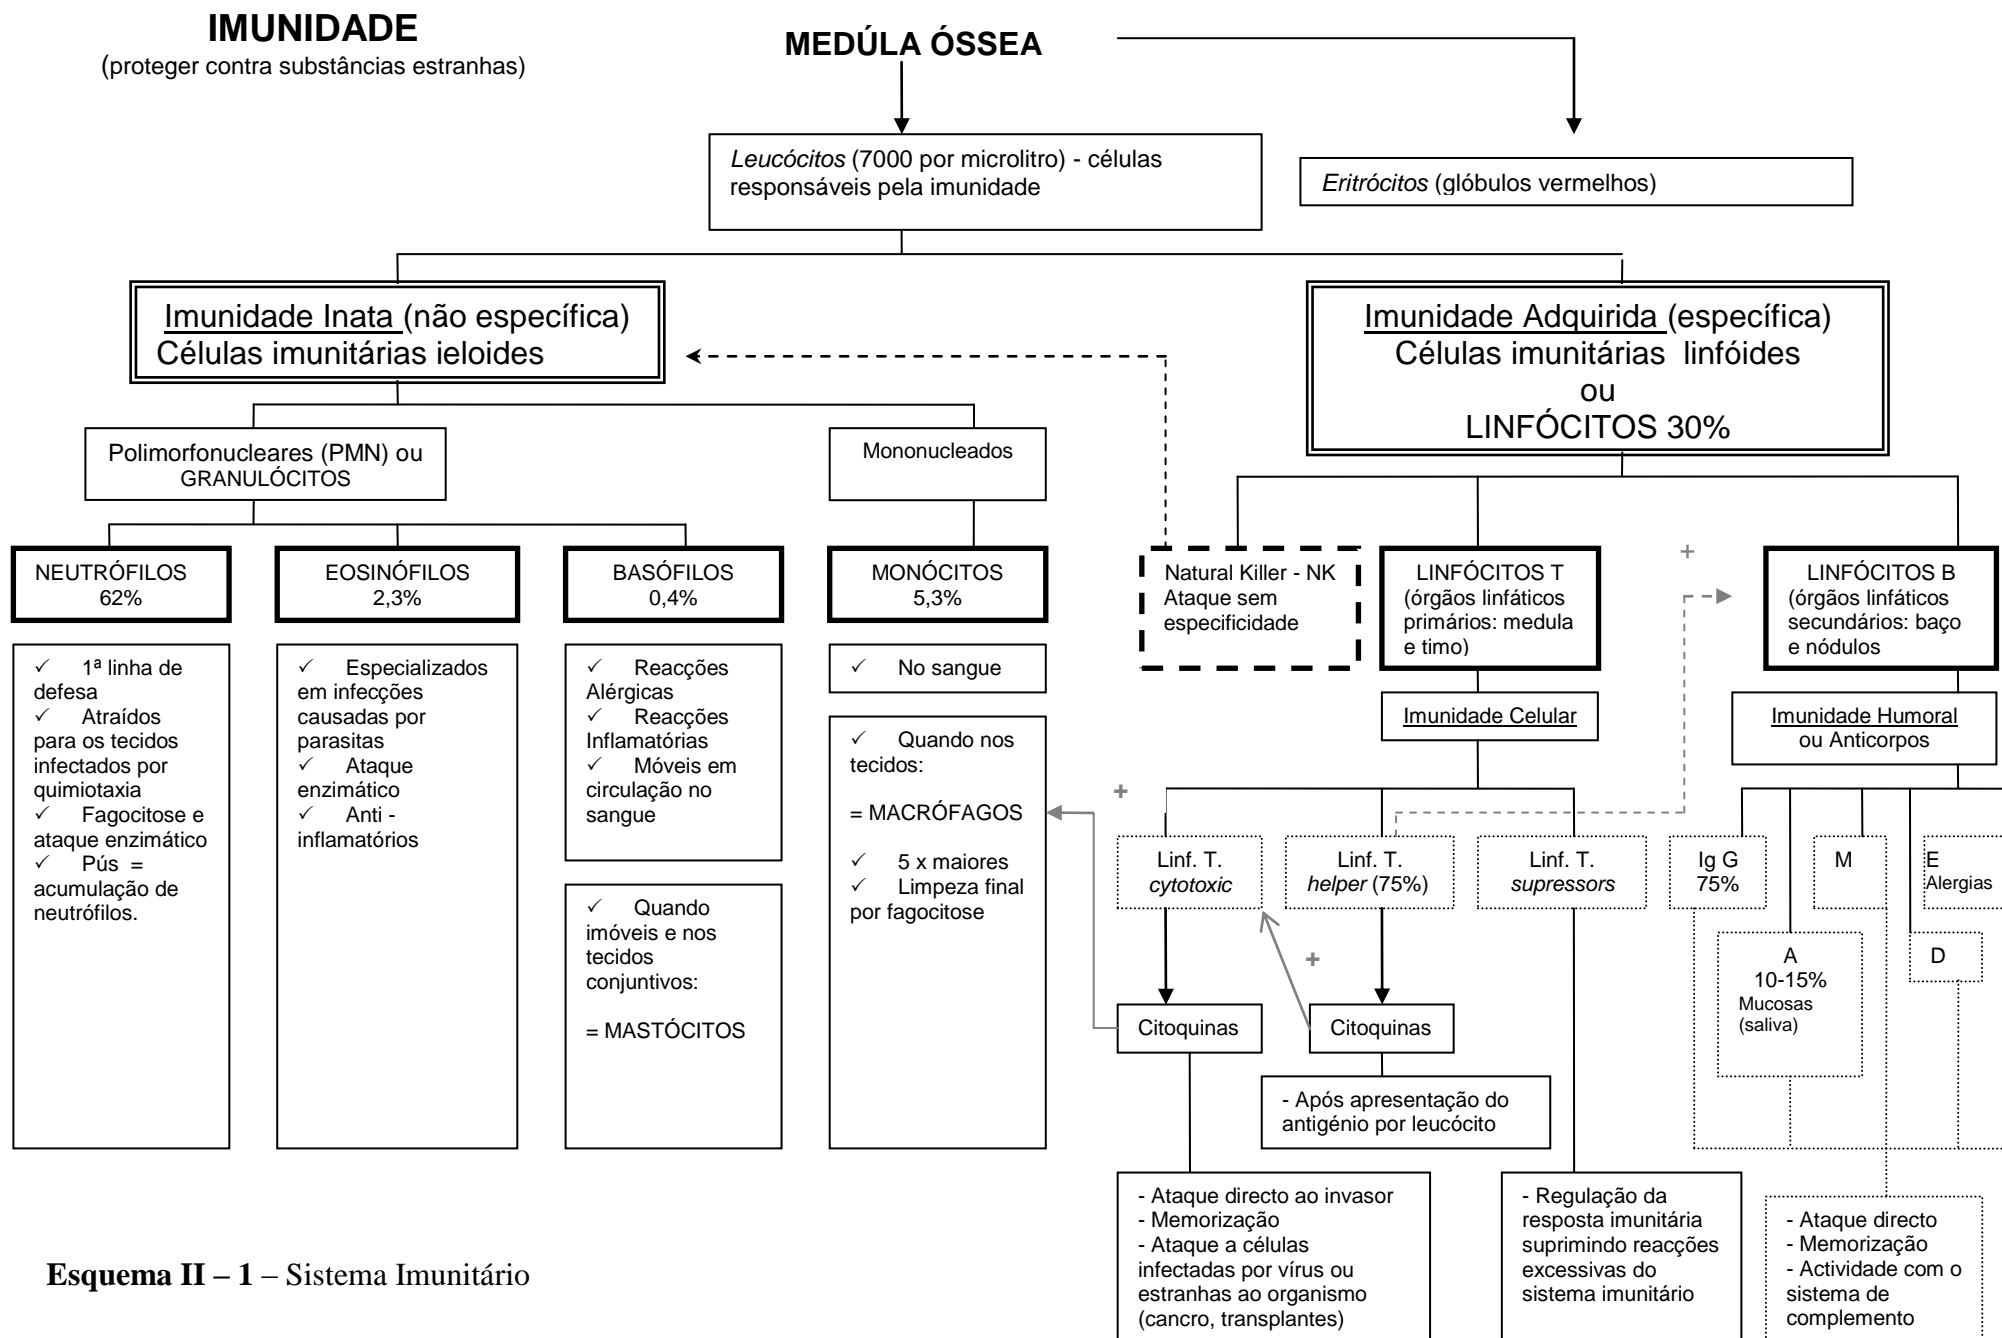 IMUNIDADE
(proteger contra substâncias estranhas)
MEDÚLA ÓSSEA
Leucócitos (7000 por microlitro) - células
responsáveis pela imunidade
Eritrócitos (glóbulos vermelhos)
Imunidade Inata (não específica)
Células imunitárias ieloides
Imunidade Adquirida (específica)
Células imunitárias linfóides
ou
LINFÓCITOS 30%
Polimorfonucleares (PMN) ou
GRANULÓCITOS
Mononucleados
NEUTRÓFILOS
62%
EOSINÓFILOS
2,3%
BASÓFILOS
0,4%
MONÓCITOS
5,3%
Natural Killer - NK
Ataque sem
especificidade
LINFÓCITOS T
(órgãos linfáticos
primários: medula
e timo)
+
LINFÓCITOS B
(órgãos linfáticos
secundários: baço
e nódulos
✓ 1ª linha de
defesa
✓ Atraídos
para os tecidos
infectados por
quimiotaxia
✓ Fagocitose e
ataque enzimático
✓ Pús =
acumulação de
neutrófilos.
✓ Especializados
em infecções
causadas por
parasitas
✓ Ataque
enzimático
✓ Anti -
inflamatórios
✓ Reacções
Alérgicas
✓ Reacções
Inflamatórias
✓ Móveis em
circulação no
sangue
✓ Quando
imóveis e nos
tecidos
conjuntivos:
= MASTÓCITOS
✓ No sangue
✓ Quando nos
tecidos:
= MACRÓFAGOS
✓ 5 x maiores
✓ Limpeza final
por fagocitose
Imunidade Celular
Imunidade Humoral
ou Anticorpos
+
Linf. T.
cytotoxic
Linf. T.
helper (75%)
Linf. T.
supressors
Ig G
75%
M
E
Alergias
A
10-15%
Mucosas
(saliva)
D
+
Citoquinas
Citoquinas
- Após apresentação do
antigénio por leucócito
- Ataque directo ao invasor
- Memorização
- Ataque a células
infectadas por vírus ou
estranhas ao organismo
(cancro, transplantes)
- Regulação da
resposta imunitária
suprimindo reacções
excessivas do
sistema imunitário
- Ataque directo
- Memorização
- Actividade com o
sistema de
complemento
Esquema II – 1 – Sistema Imunitário